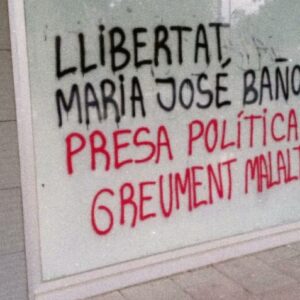 LLIBERTAT
MARIA JOSÉ BAÑO
PRESA POLÍTICA
GREUMENT MALALT